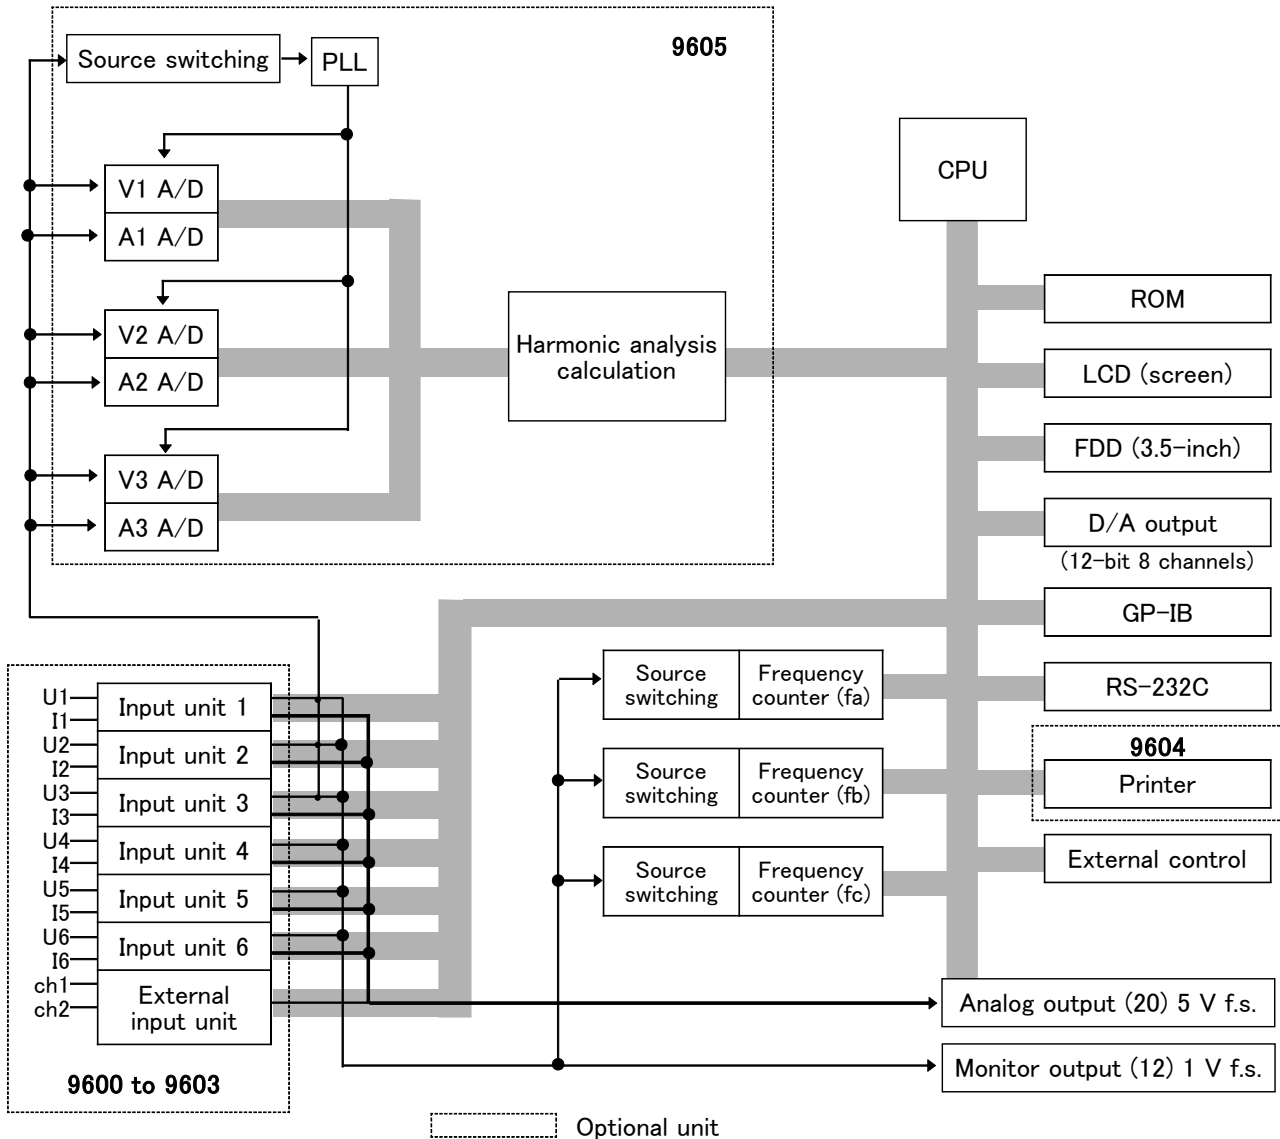 9605
Source switching
PLL
V1 A/D
A1 A/D
V2 A/D
A2 A/D
V3 A/D
A3 A/D
Harmonic analysis
calculation
CPU
ROM
LCD (screen)
FDD (3.5-inch)
D/A output
(12-bit 8 channels)
GP-IB
RS-232C
9604
Printer
External control
Source
switching
Frequency
counter (fa)
Source
switching
Frequency
counter (fb)
Source
switching
Frequency
counter (fc)
U1
I1
Input unit 1
U2
I2
Input unit 2
U3
I3
Input unit 3
U4
I4
Input unit 4
U5
I5
Input unit 5
U6
I6
Input unit 6
ch1
ch2
External
input unit
9600 to 9603
Analog output (20) 5 V f.s.
Monitor output (12) 1 V f.s.
Optional unit